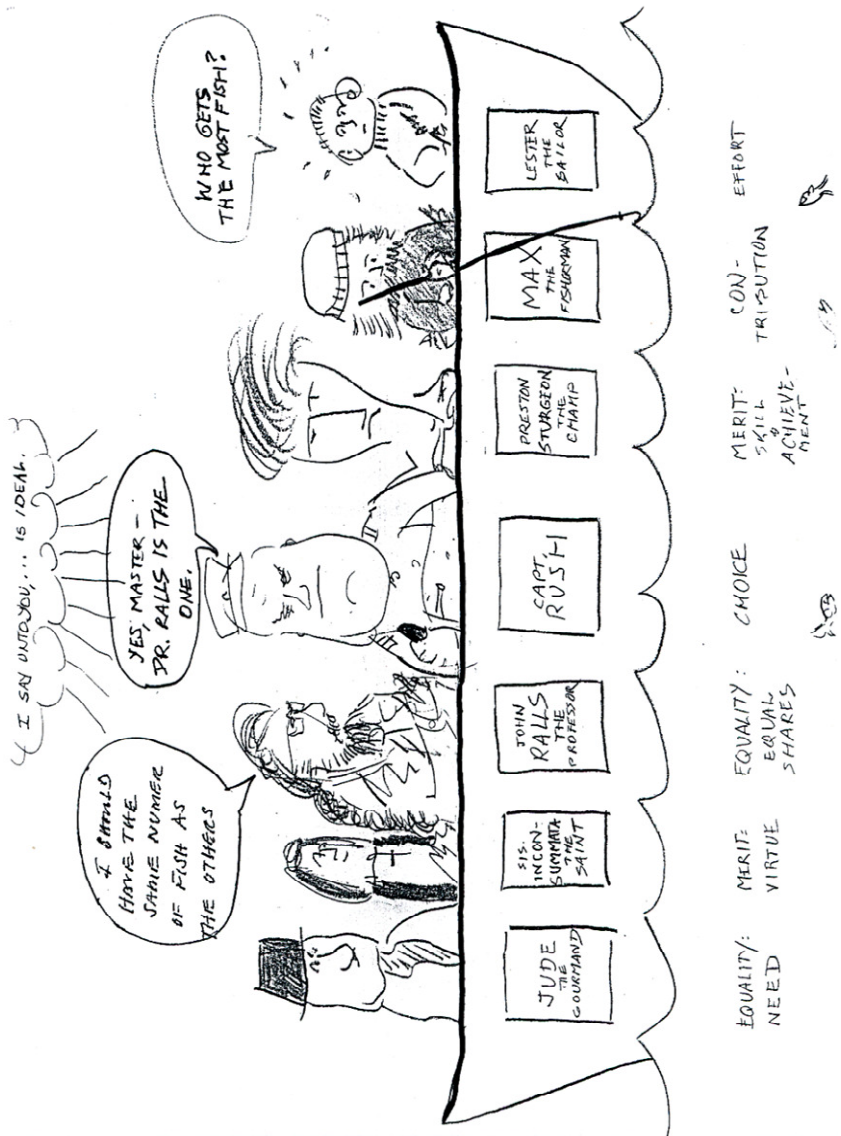 I SAY UNTO YOU, ... IS IDEAL.
I SHOULD
HAVE THE
SAME NUMER
OF FISH AS
THE OTHERS
YES, MASTER —
DR. RALLS IS THE
ONE.
WHO GETS
THE MOST FISH?
JUDE
THE
GOURMAND
SIS.
INCON-
SUMMATA
THE
SAINT
JOHN
RALLS
THE
PROFESSOR
CAPT.
RUSH
PRESTON
STURGEON
THE
CHAMP
MAX
THE
FISHERMAN
LESTER
THE
SAILOR
EQUALITY:
NEED
MERIT:
VIRTUE
EQUALITY:
EQUAL
SHARES
CHOICE
MERIT:
SKILL
&
ACHIEVE-
MENT
CON-
TRIBUTION
EFFORT